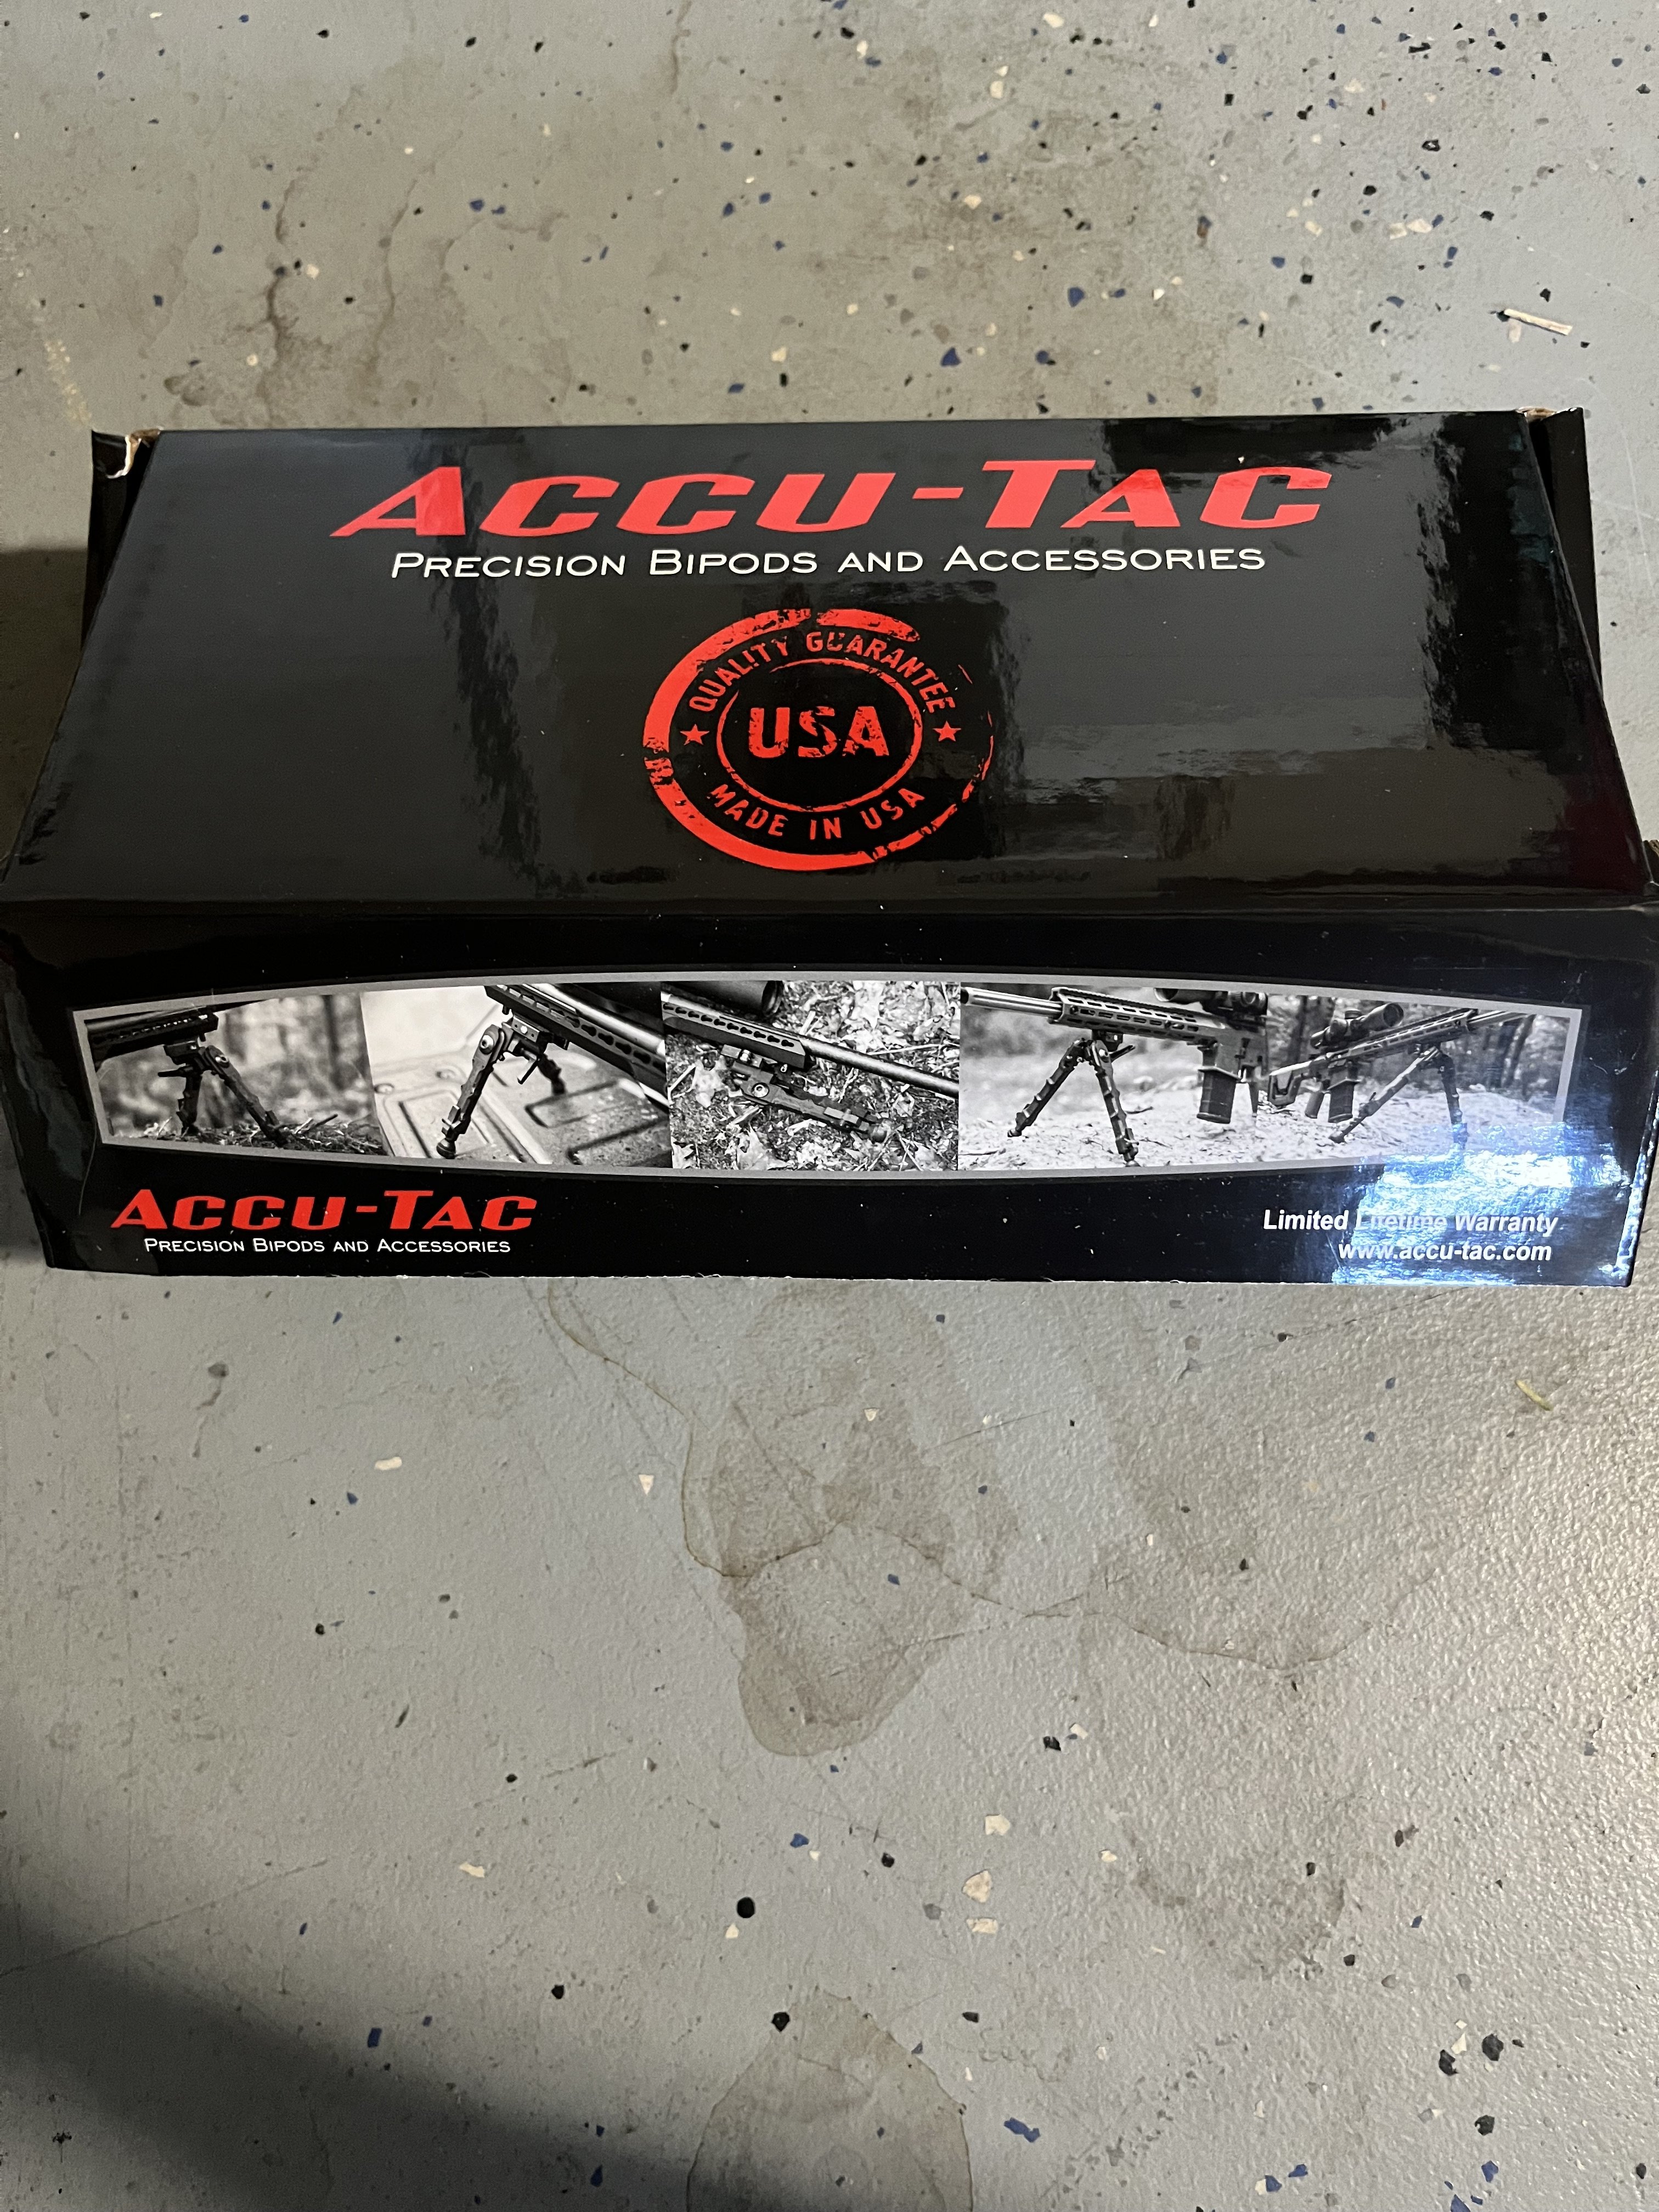 ACCU-TAC
PRECISION BIPODS AND ACCESSORIES
QUALITY GUARANTEE
USA
MADE IN USA
ACCU-TAC
PRECISION BIPODS AND ACCESSORIES
Limited Lifetime Warranty
www.accu-tac.com